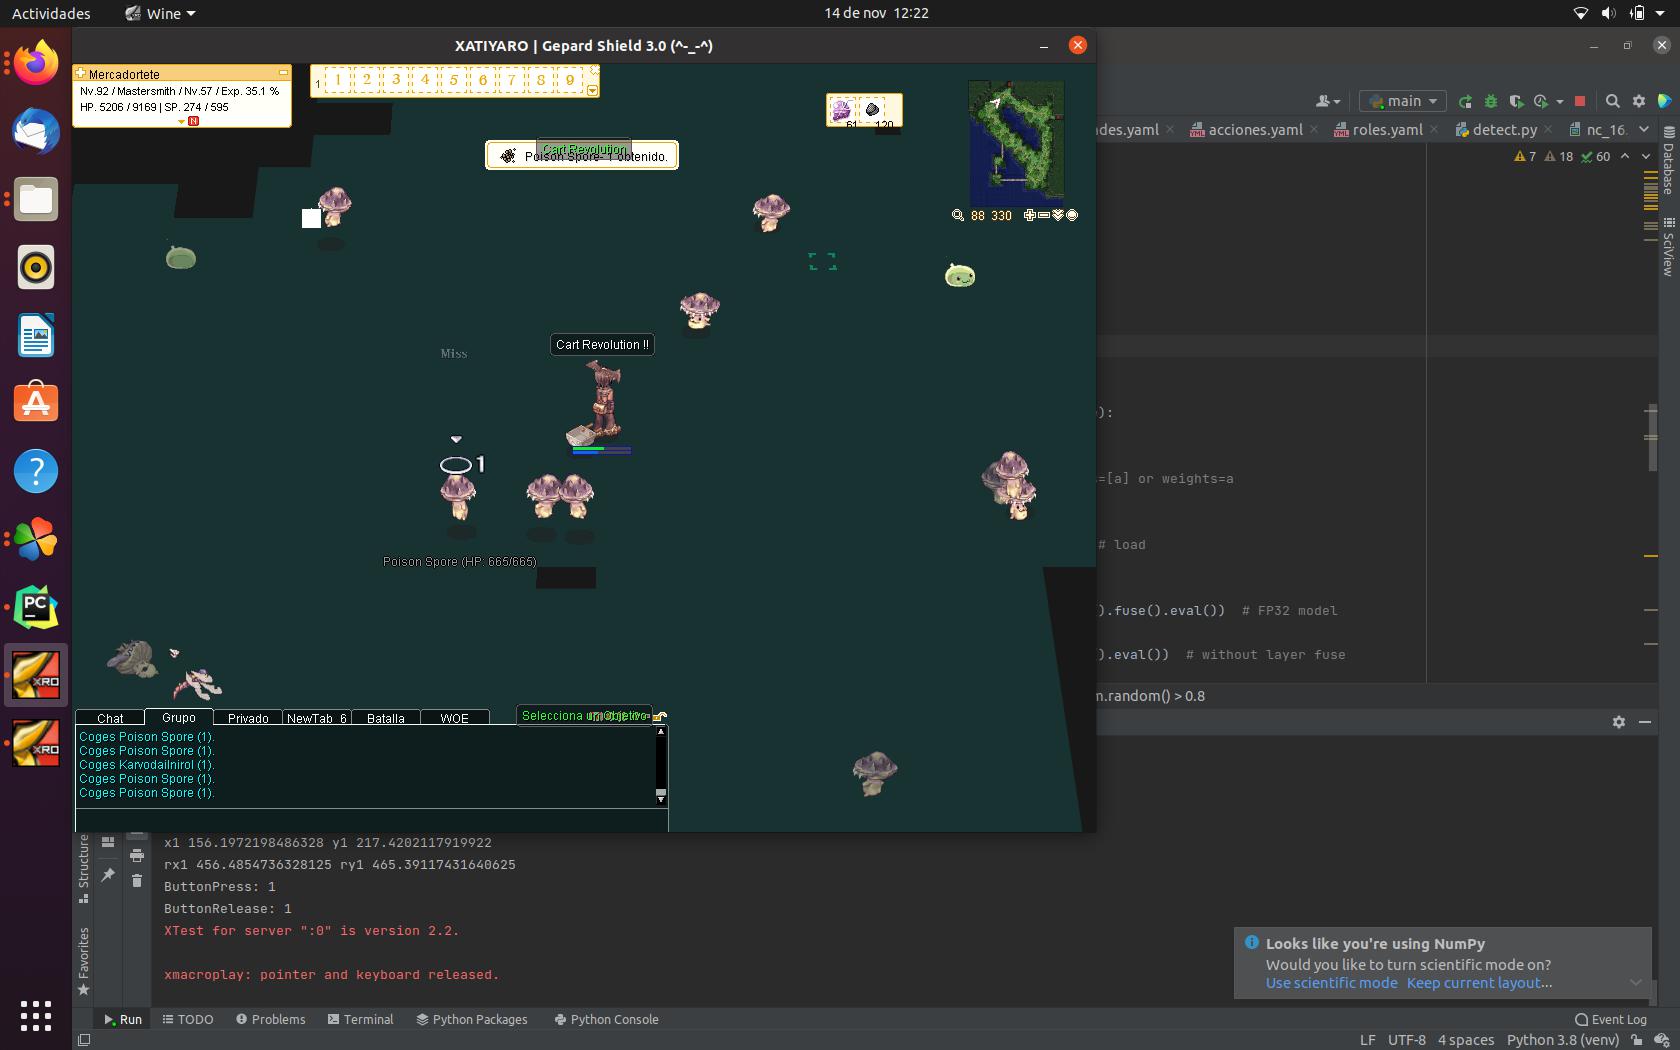 Actividades
Wine
14 de nov 12:22
XATIYARO | Gepard Shield 3.0 (^-_-^)
Mercadortete
Nv.92 / Mastersmith / Nv.57 / Exp. 35.1 %
HP. 5206 / 9169 | SP. 274 / 595
N
1 1 2 3 4 5 6 7 8 9
61 120
Cart Revolution
Poison Spore- 1 obtenido.
88 330
Miss
Cart Revolution !!
1
Poison Spore (HP: 665/665)
Chat
Grupo
Privado
NewTab_6
Batalla
WOE
Selecciona un objetivo
Coges Poison Spore (1).
Coges Poison Spore (1).
Coges Karvodailnirol (1).
Coges Poison Spore (1).
Coges Poison Spore (1).
main
des.yaml
acciones.yaml
roles.yaml
detect.py
nc_16.
7 18 60
Database
SciView
):
=[a] or weights=a
# load
).fuse().eval()) # FP32 model
).eval()) # without layer fuse
m.random() > 0.8
PC
XRO
XRO
Structure
Favorites
x1 156.1972198486328 y1 217.4202117919922
rx1 456.4854736328125 ry1 465.39117431640625
ButtonPress: 1
ButtonRelease: 1
XTest for server ":0" is version 2.2.
xmacroplay: pointer and keyboard released.
Looks like you're using NumPy
Would you like to turn scientific mode on?
Use scientific mode Keep current layout...
Run
TODO
Problems
Terminal
Python Packages
Python Console
Event Log
LF UTF-8 4 spaces Python 3.8 (venv)